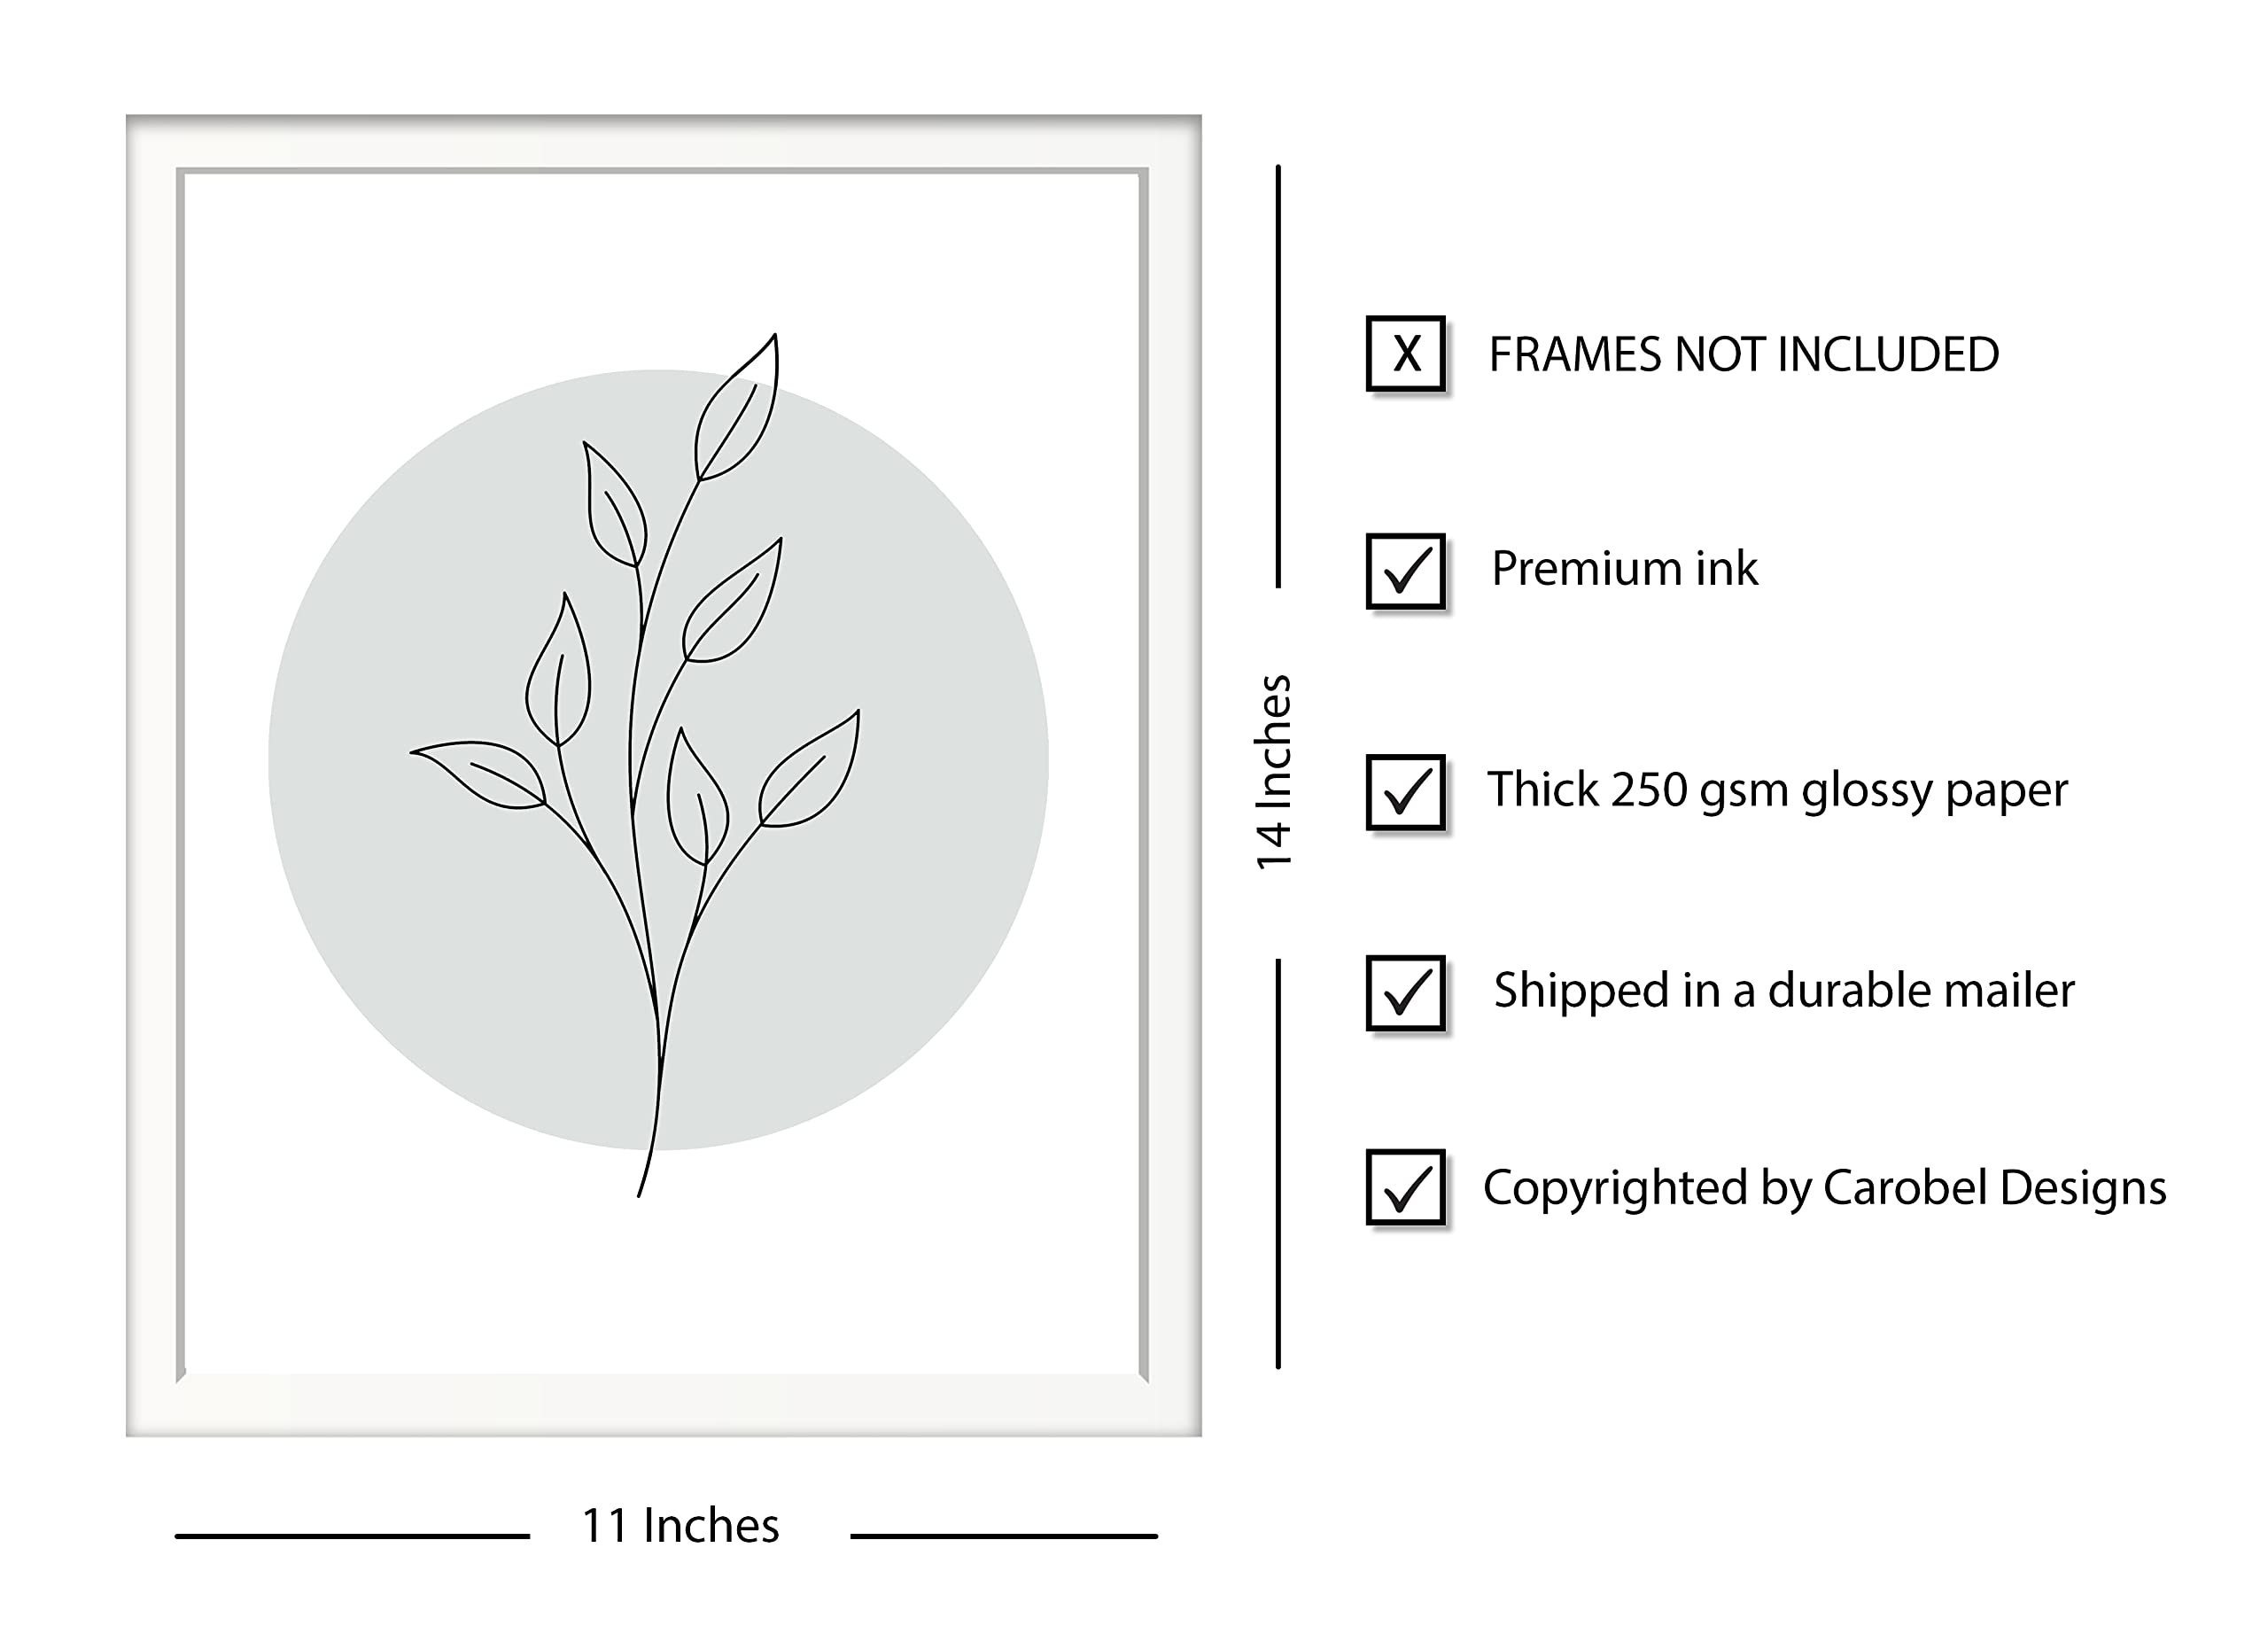 X FRAMES NOT INCLUDED
Premium ink
Thick 250 gsm glossy paper
Shipped in a durable mailer
Copyrighted by Carobel Designs
14 Inches
11 Inches